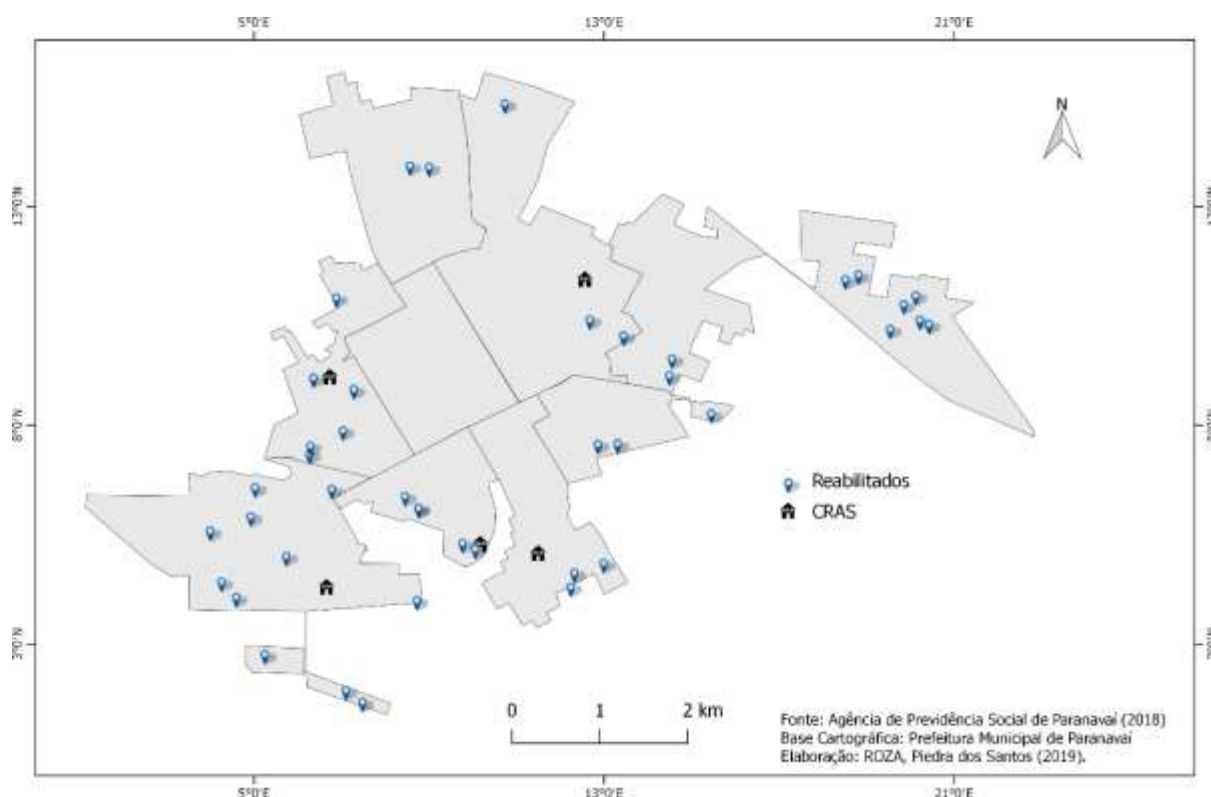 5°0'E 13°0'E 21°0'E
N
13°0'N
8°0'N
3°0'N
Reabilitados
CRAS
0 1 2 km
Fonte: Agência de Previdência Social de Paranavaí (2018)
Base Cartográfica: Prefeitura Municipal de Paranavaí
Elaboração: ROZA, Piedra dos Santos (2019).
5°0'E 13°0'E 21°0'E